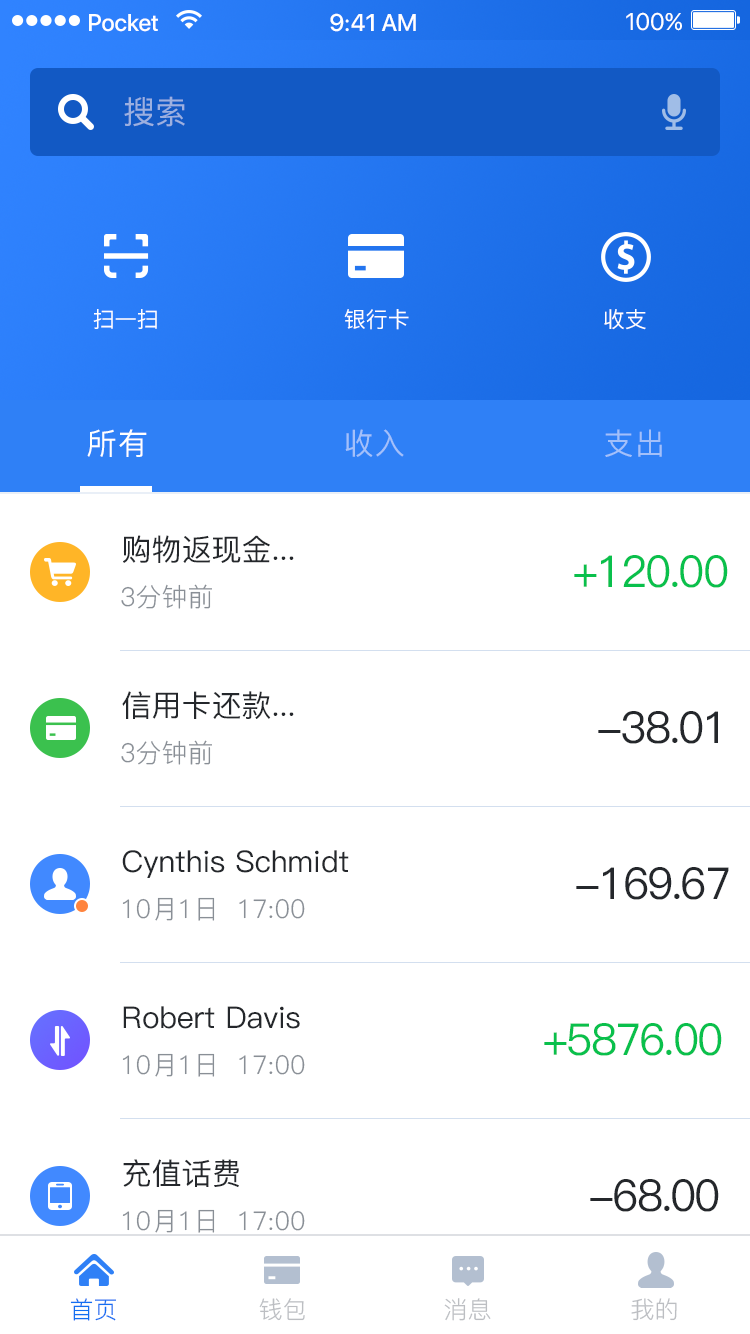 Pocket 9:41 AM 100%
搜索
扫一扫 银行卡 收支
所有 收入 支出
购物返现金...
+120.00
3分钟前
信用卡还款...
–38.01
3分钟前
Cynthis Schmidt
–169.67
10月1日 17:00
Robert Davis
+5876.00
10月1日 17:00
充值话费
–68.00
10月1日 17:00
首页 钱包 消息 我的